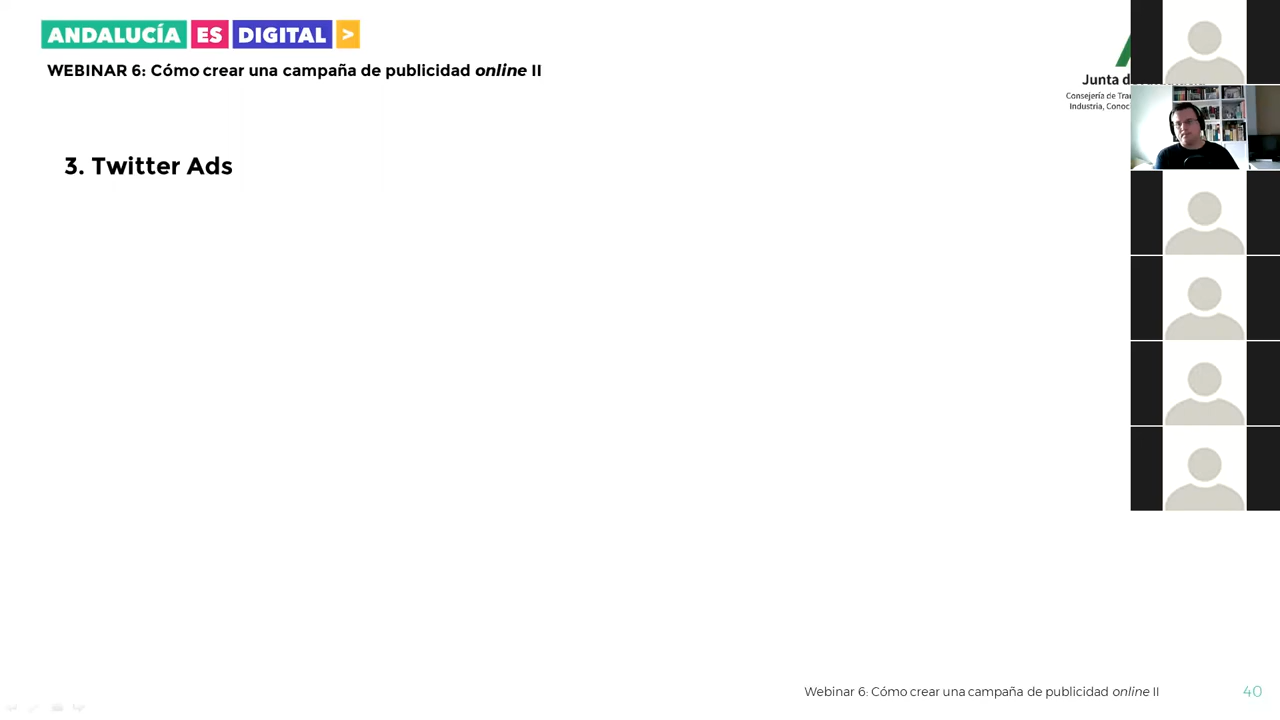 ANDALUCÍA ES DIGITAL >
WEBINAR 6: Cómo crear una campaña de publicidad online II
Junta d
Consejería de Tra
Industria, Conoc
3. Twitter Ads
Webinar 6: Cómo crear una campaña de publicidad online II
40